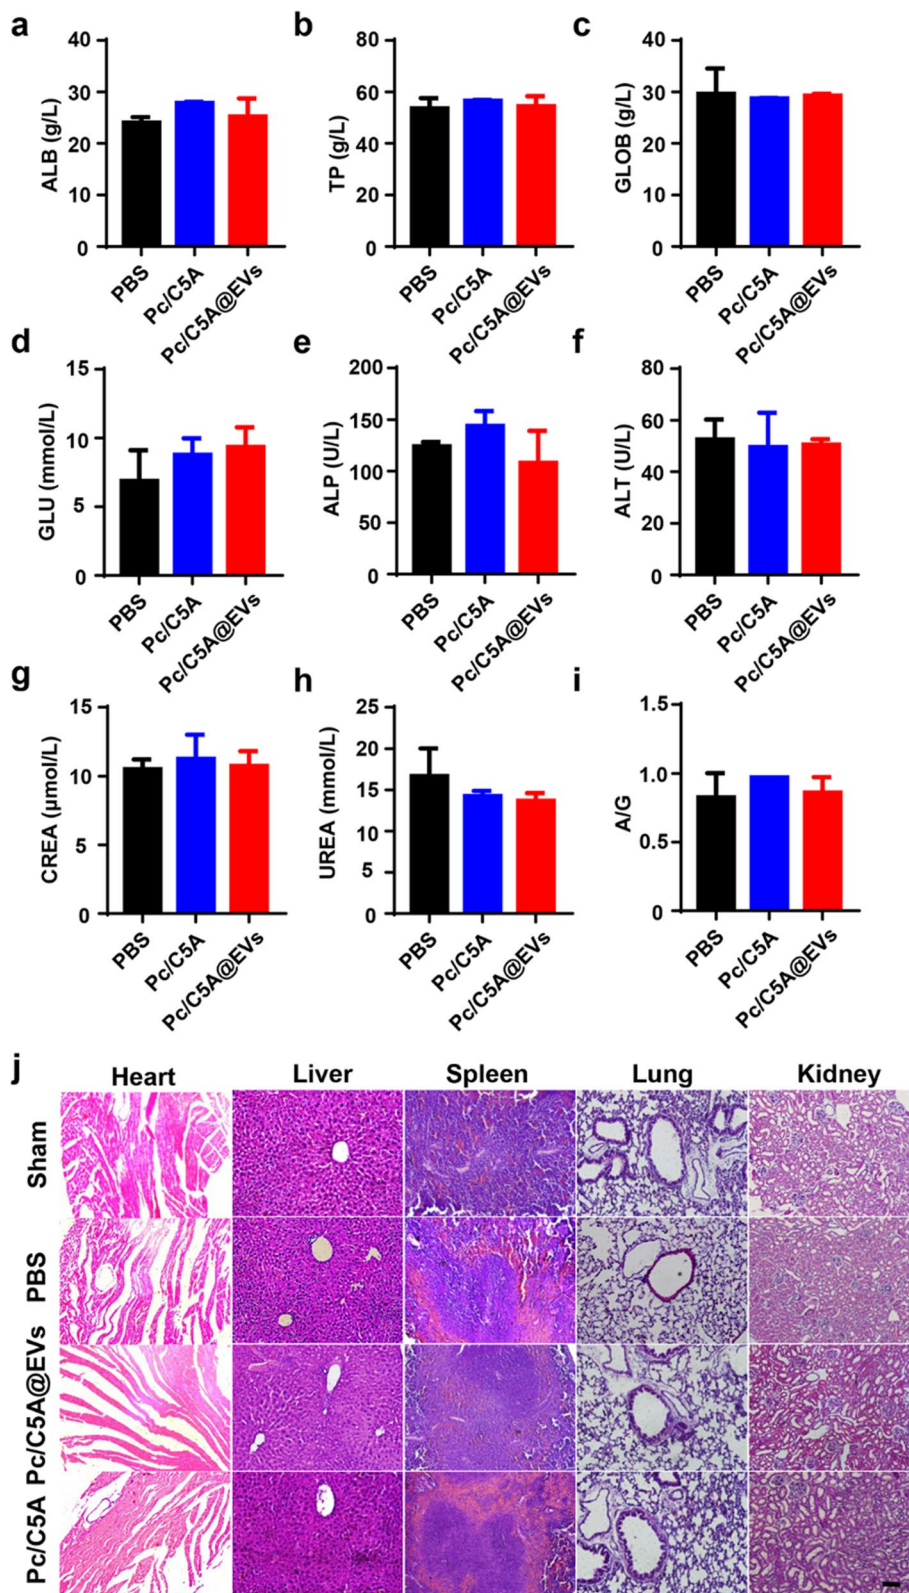 a
ALB (g/L)
40
30
20
10
0
PBS
Pc/C5A
Pc/C5A@EVs
b
TP (g/L)
80
60
40
20
0
PBS
Pc/C5A
Pc/C5A@EVs
c
GLOB (g/L)
40
30
20
10
0
PBS
Pc/C5A
Pc/C5A@EVs
d
GLU (mmol/L)
15
10
5
0
PBS
Pc/C5A
Pc/C5A@EVs
e
ALP (U/L)
200
150
100
50
0
PBS
Pc/C5A
Pc/C5A@EVs
f
ALT (U/L)
80
60
40
20
0
PBS
Pc/C5A
Pc/C5A@EVs
g
CREA (μmol/L)
15
10
5
0
PBS
Pc/C5A
Pc/C5A@EVs
h
UREA (mmol/L)
25
20
15
10
5
0
PBS
Pc/C5A
Pc/C5A@EVs
i
A/G
1.5
1.0
0.5
0
PBS
Pc/C5A
Pc/C5A@EVs
j
Heart Liver Spleen Lung Kidney
Sham
PBS
Pc/C5A@EVs
Pc/C5A